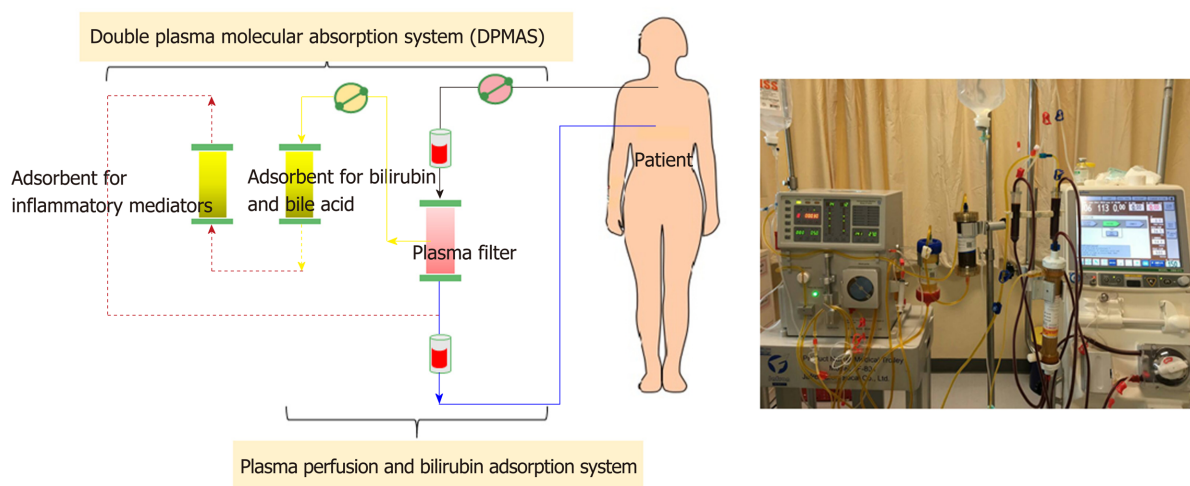 Double plasma molecular absorption system (DPMAS)
Adsorbent for
inflammatory mediators
Adsorbent for bilirubin
and bile acid
Plasma filter
Patient
Plasma perfusion and bilirubin adsorption system
113